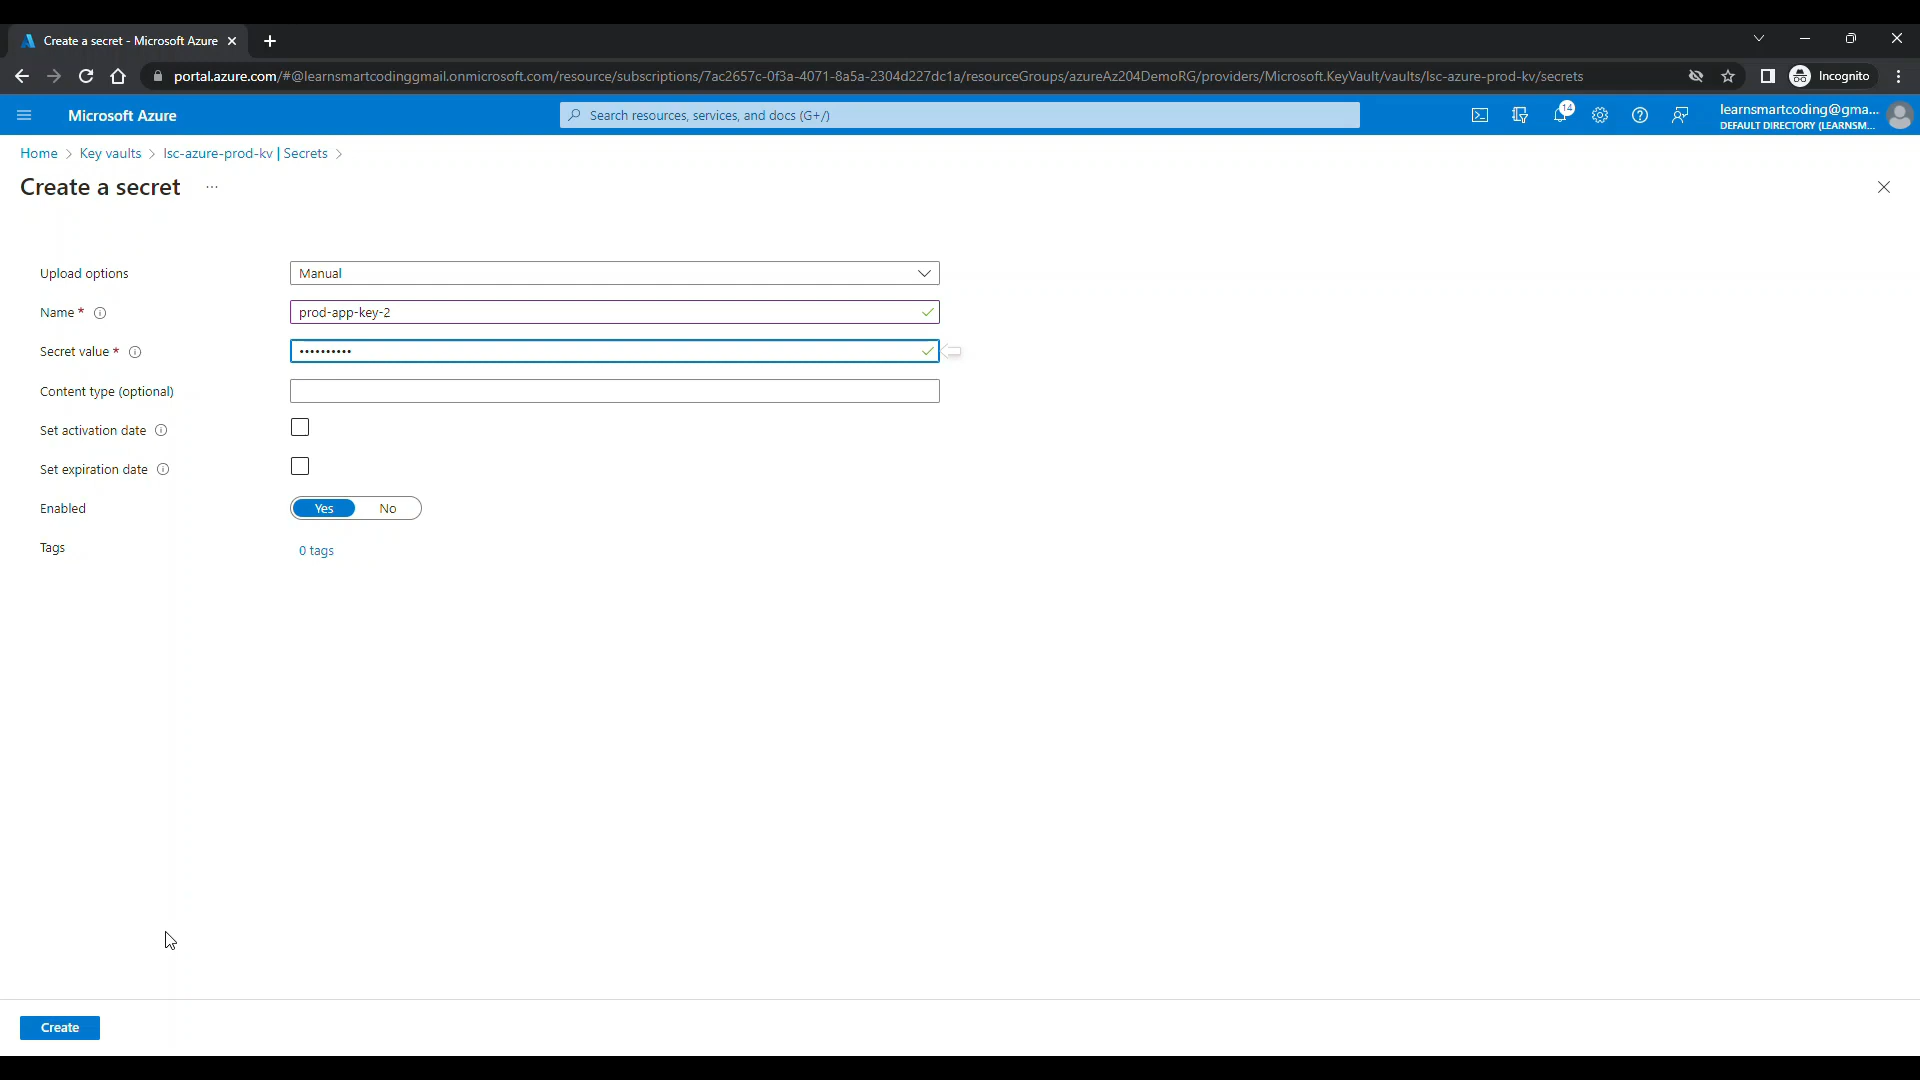 Create a secret - Microsoft Azure
portal.azure.com/#@learnsmartcodinggmail.onmicrosoft.com/resource/subscriptions/7ac2657c-0f3a-4071-8a5a-2304d227dc1a/resourceGroups/azureAz204DemoRG/providers/Microsoft.KeyVault/vaults/lsc-azure-prod-kv/secrets
Incognito
Microsoft Azure
Search resources, services, and docs (G+/)
14
learnsmartcoding@gma...
DEFAULT DIRECTORY (LEARNSM...
Home > Key vaults > lsc-azure-prod-kv | Secrets >
Create a secret ...
Upload options
Manual
Name *
prod-app-key-2
Secret value *
••••••••••
Content type (optional)
Set activation date
Set expiration date
Enabled
Yes No
Tags
0 tags
Create